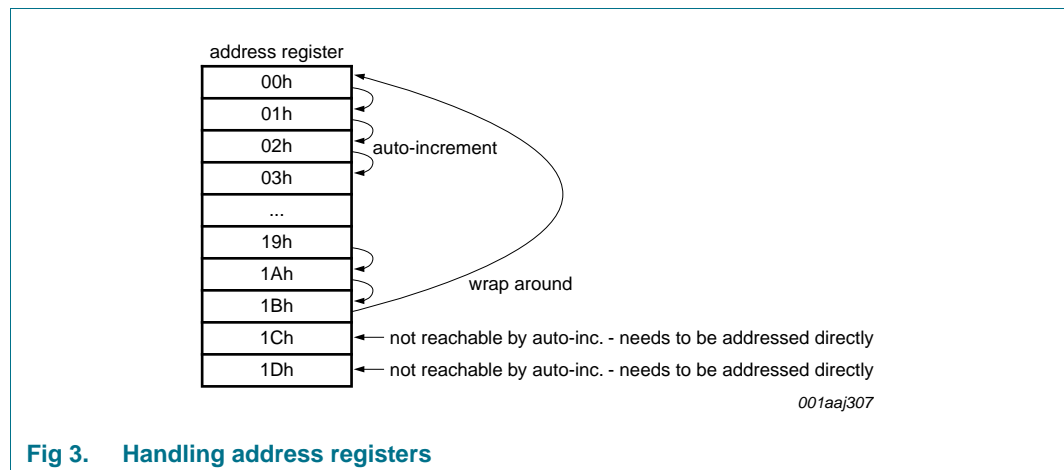 address register
00h
01h
02h
auto-increment
03h
...
19h
1Ah
wrap around
1Bh
1Ch
not reachable by auto-inc. - needs to be addressed directly
1Dh
not reachable by auto-inc. - needs to be addressed directly
001aaj307
Fig 3. Handling address registers